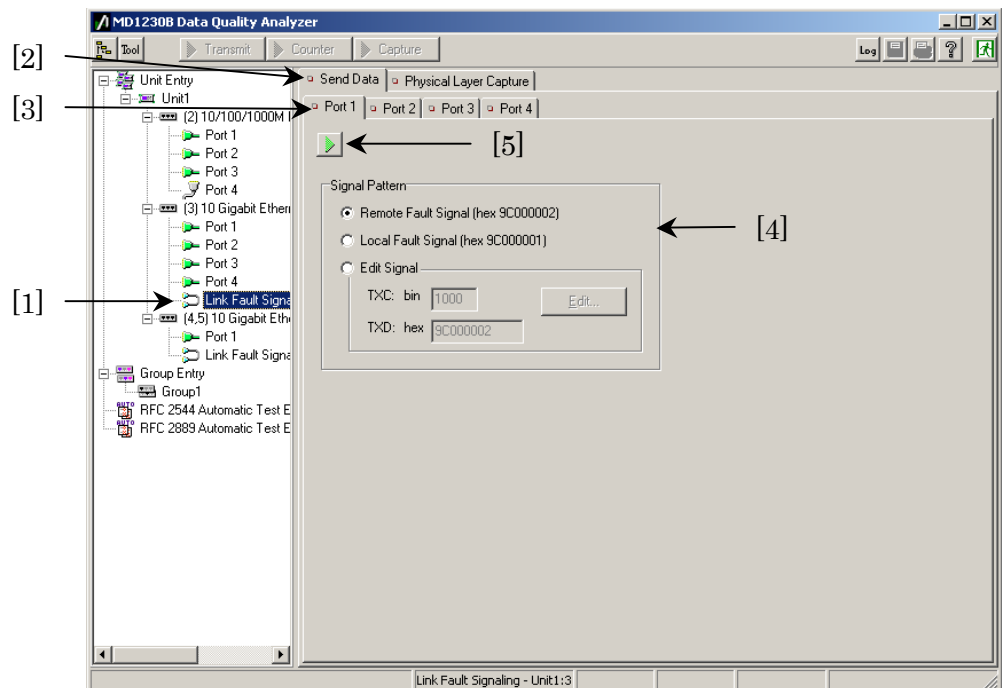 MD1230B Data Quality Analyzer
Tool Transmit Counter Capture Log
[2]
Send Data Physical Layer Capture
[3]
Port 1 Port 2 Port 3 Port 4
[5]
Unit Entry
Unit1
(2) 10/100/1000M
Port 1
Port 2
Port 3
Port 4
(3) 10 Gigabit Ether
Port 1
Port 2
Port 3
Port 4
[1]
Link Fault Signa
(4,5) 10 Gigabit Eth
Port 1
Link Fault Signa
Group Entry
Group1
AUTO RFC 2544 Automatic Test E
AUTO RFC 2889 Automatic Test E
Signal Pattern
Remote Fault Signal (hex 9C000002)
[4]
Local Fault Signal (hex 9C000001)
Edit Signal
TXC: bin 1000 Edit...
TXD: hex 9C000002
Link Fault Signaling - Unit1:3